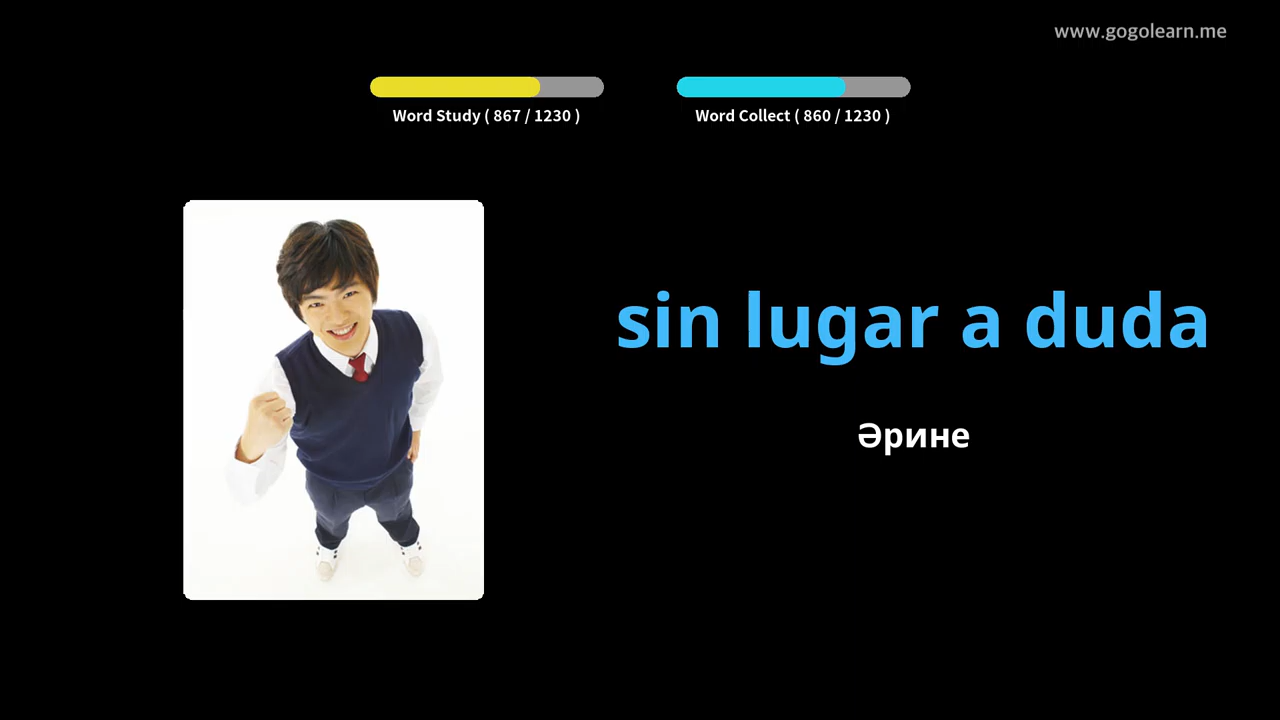 www.gogolearn.me
Word Study ( 867 / 1230 )
Word Collect ( 860 / 1230 )
sin lugar a duda
Әрине